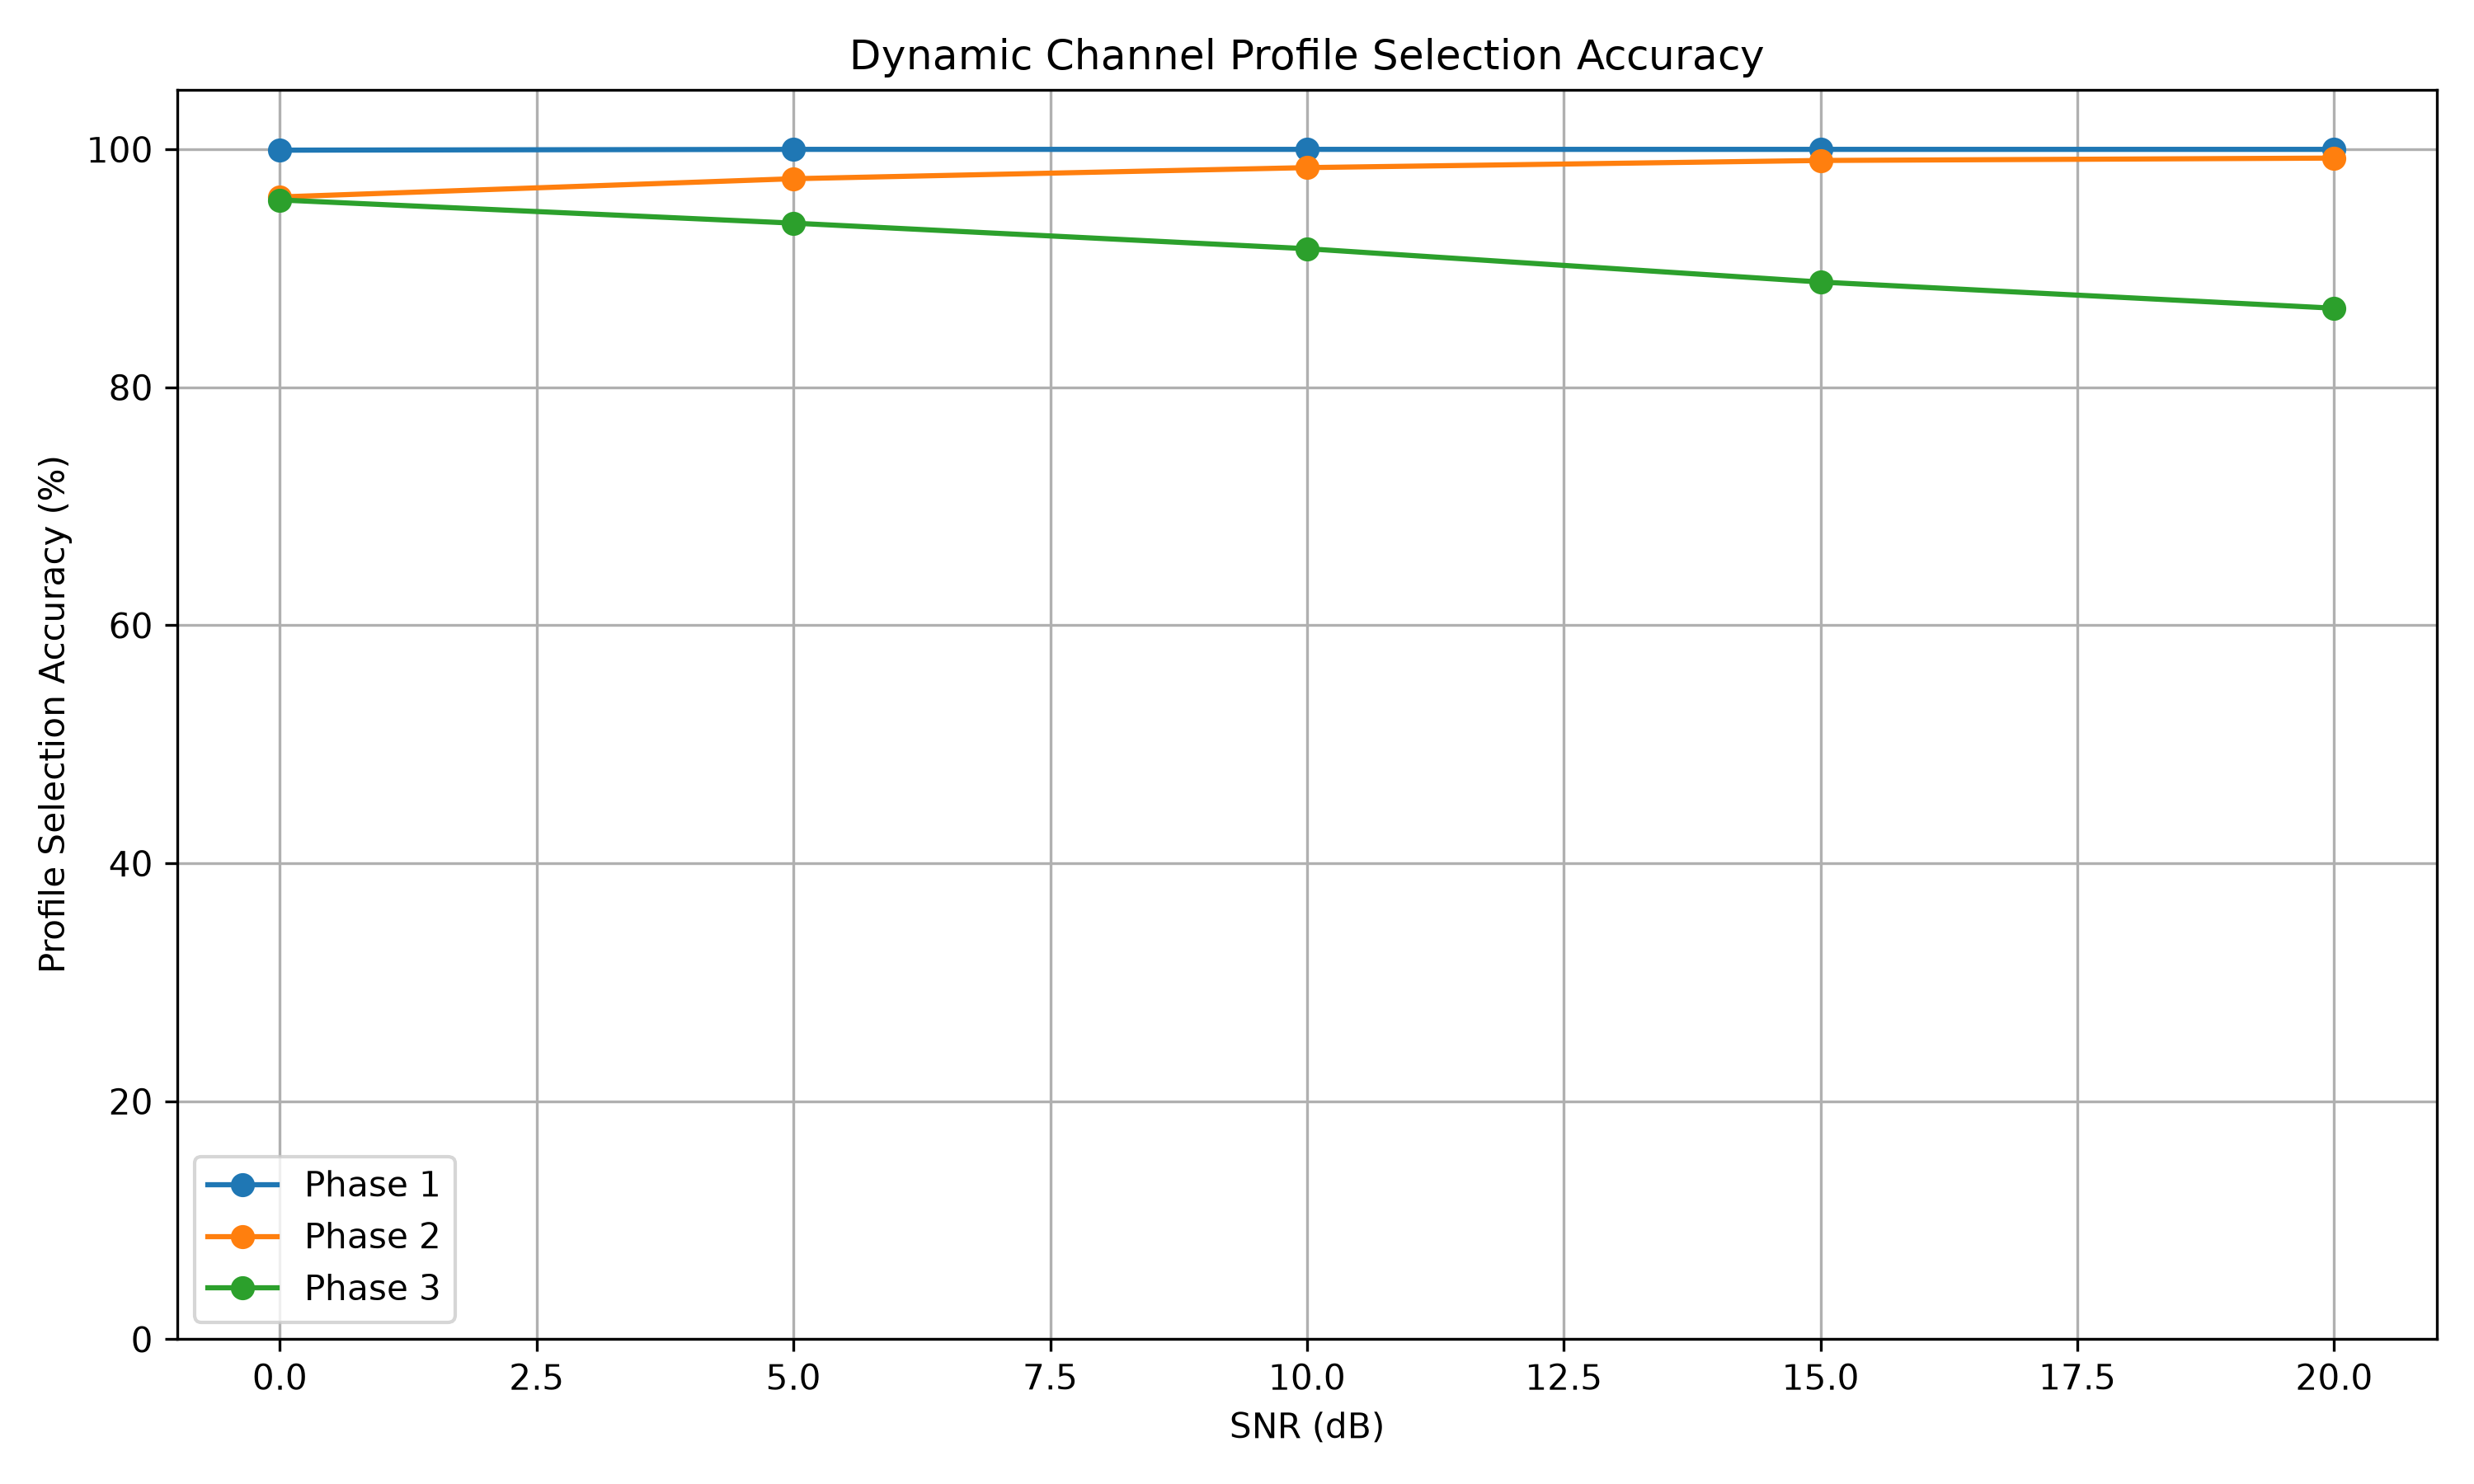 Dynamic Channel Profile Selection Accuracy
Profile Selection Accuracy (%)
100
80
60
40
20
0
Phase 1
Phase 2
Phase 3
0.0 2.5 5.0 7.5 10.0 12.5 15.0 17.5 20.0
SNR (dB)